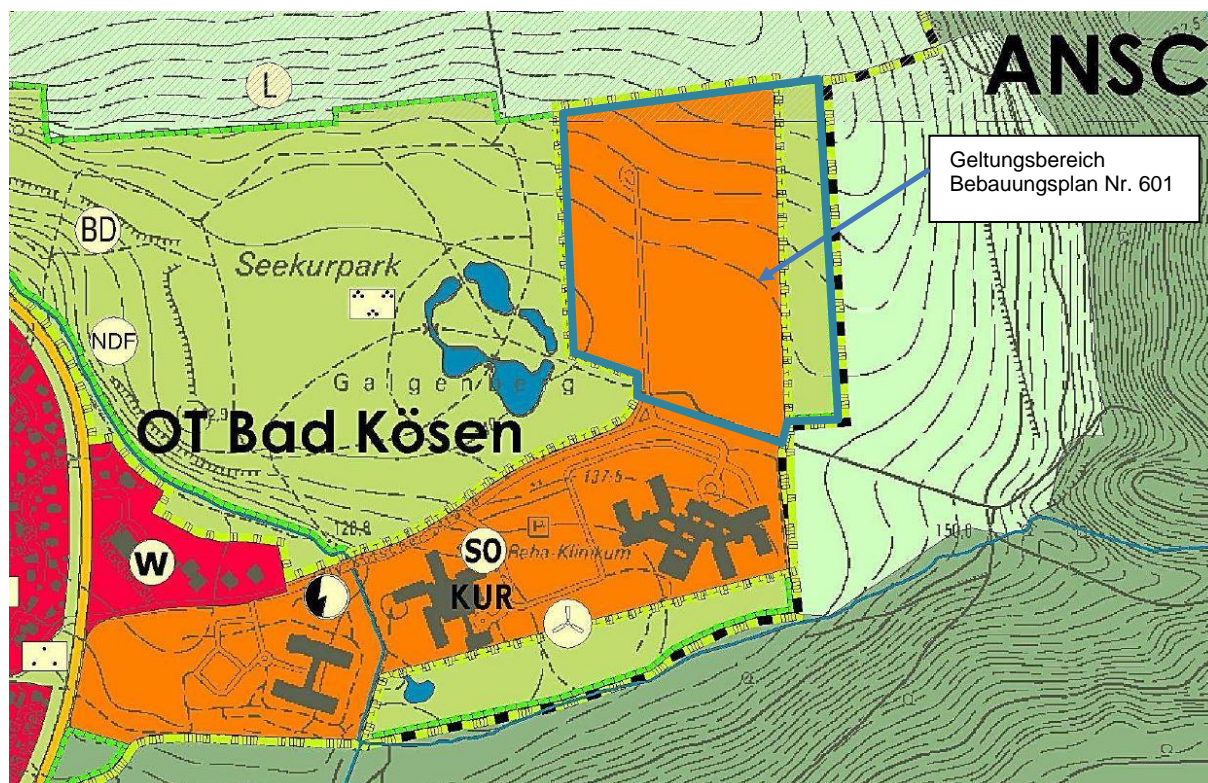 ANSC
L
Geltungsbereich
Bebauungsplan Nr. 601
BD
Seekurpark
NDF
Galgenberg
OT Bad Kösen
137,5
128,8
150,0
W
SO
P
Reha-Klinikum
KUR